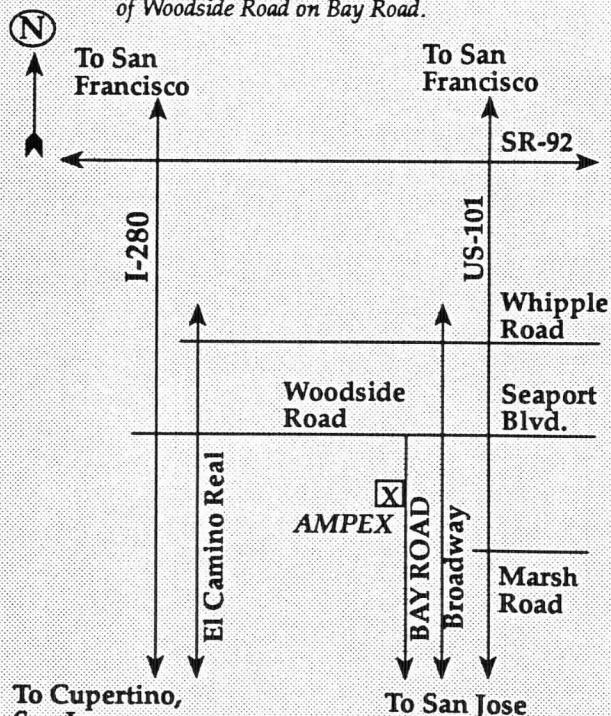 of Woodside Road on Bay Road.
N
To San
Francisco
To San
Francisco
SR-92
I-280
US-101
Whipple
Road
Woodside
Road
Seaport
Blvd.
X
AMPEX
El Camino Real
BAY ROAD
Broadway
Marsh
Road
To Cupertino,
To San Jose